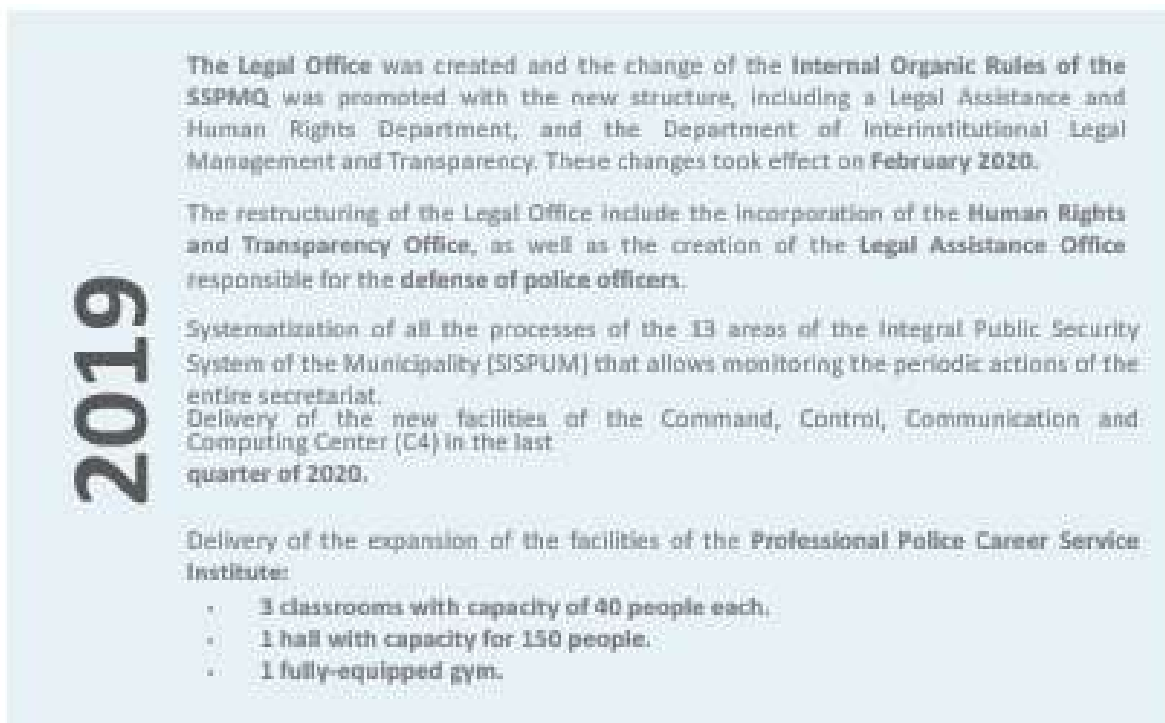 2019
The Legal Office was created and the change of the Internal Organic Rules of the
SSPMQ was promoted with the new structure, including a Legal Assistance and
Human Rights Department, and the Department of Interinstitutional Legal
Management and Transparency. These changes took effect on February 2020.
The restructuring of the Legal Office include the incorporation of the Human Rights
and Transparency Office, as well as the creation of the Legal Assistance Office
responsible for the defense of police officers.
Systematization of all the processes of the 13 areas of the Integral Public Security
System of the Municipality (SISPUM) that allows monitoring the periodic actions of the
entire secretariat.
Delivery of the new facilities of the Command, Control, Communication and
Computing Center (C4) in the last
quarter of 2020.
Delivery of the expansion of the facilities of the Professional Police Career Service
Institute:
· 3 classrooms with capacity of 40 people each.
· 1 hall with capacity for 150 people.
· 1 fully-equipped gym.